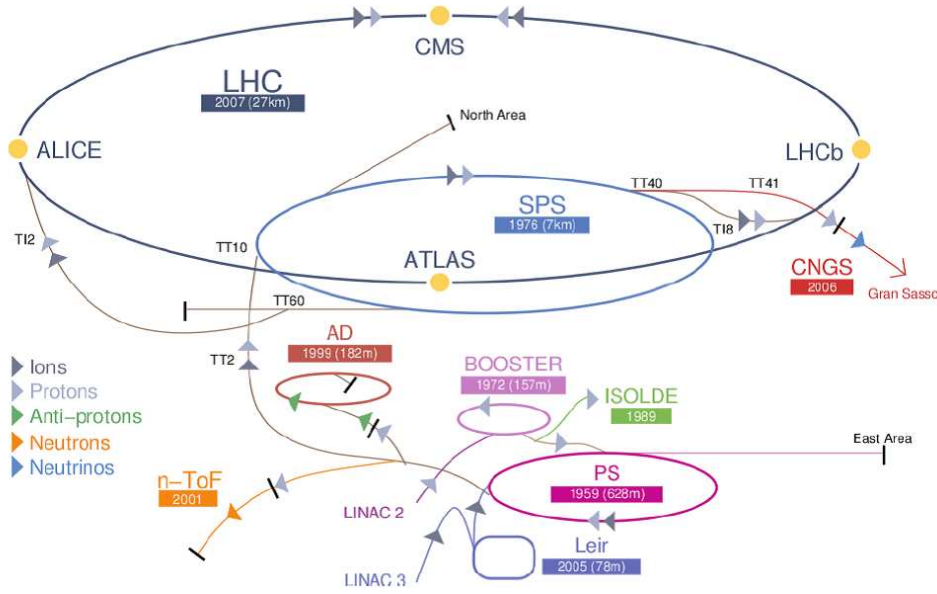 CMS
LHC
2007 (27km)
North Area
ALICE
LHCb
TT40
TT41
SPS
1976 (7km)
TI2
TT10
TI8
ATLAS
CNGS
2006
Gran Sasso
TT60
AD
1999 (182m)
TT2
BOOSTER
1972 (157m)
ISOLDE
1989
Ions
Protons
Anti-protons
Neutrons
Neutrinos
East Area
n-ToF
2001
PS
1959 (628m)
LINAC 2
Leir
2005 (78m)
LINAC 3